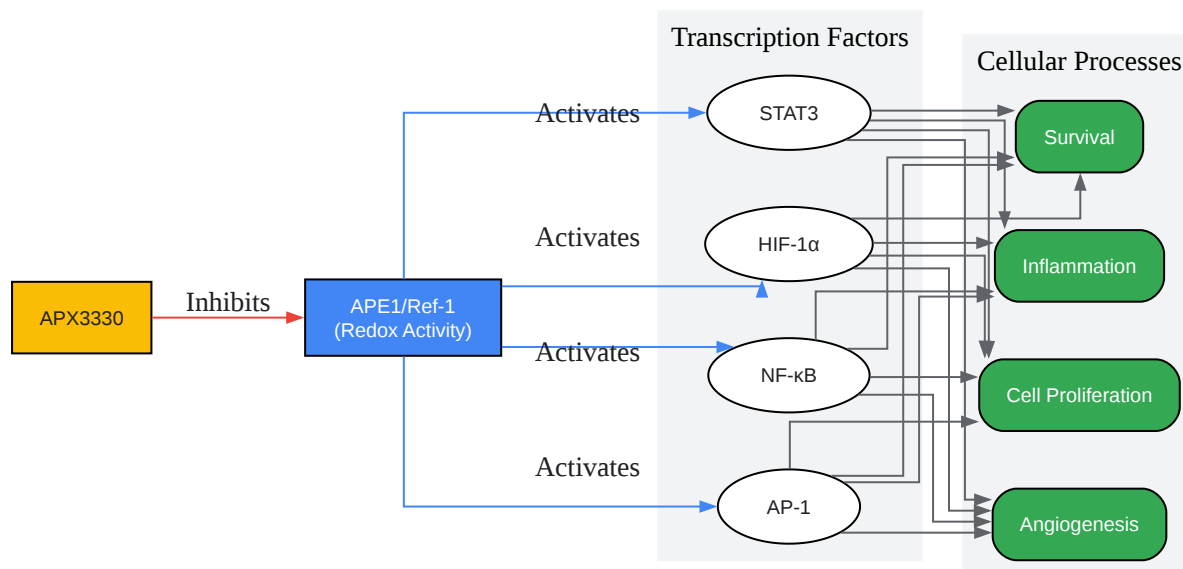 Transcription Factors
Cellular Processes
Activates
STAT3
Survival
Activates
HIF-1α
Inflammation
APX3330
Inhibits
APE1/Ref-1
(Redox Activity)
Activates
NF-κB
Cell Proliferation
Activates
AP-1
Angiogenesis